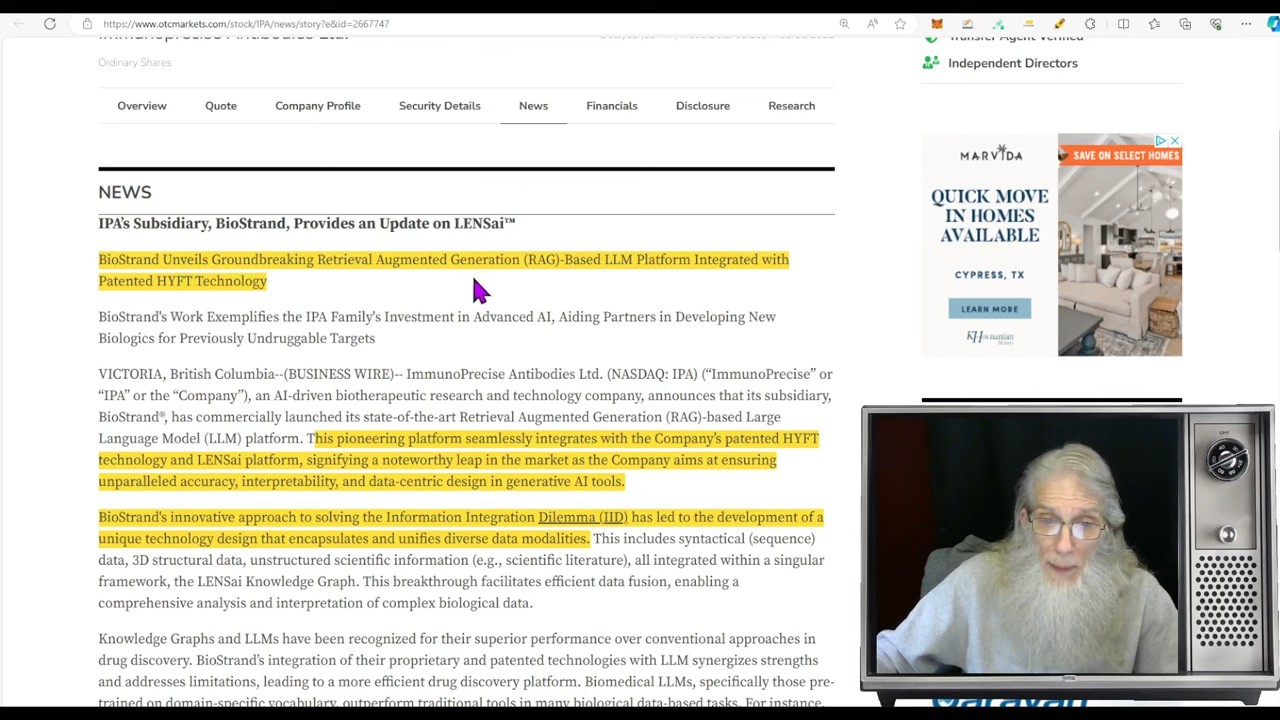 https://www.otcmarkets.com/stock/IPA/news/story?e&id=2667747
Ordinary Shares
Overview
Quote
Company Profile
Security Details
News
Financials
Disclosure
Research
NEWS
IPA's Subsidiary, BioStrand, Provides an Update on LENSai™
BioStrand Unveils Groundbreaking Retrieval Augmented Generation (RAG)-Based LLM Platform Integrated with
Patented HYFT Technology
BioStrand's Work Exemplifies the IPA Family's Investment in Advanced AI, Aiding Partners in Developing New
Biologics for Previously Undruggable Targets
VICTORIA, British Columbia--(BUSINESS WIRE)-- ImmunoPrecise Antibodies Ltd. (NASDAQ: IPA) (“ImmunoPrecise” or
“IPA” or the “Company”), an AI-driven biotherapeutic research and technology company, announces that its subsidiary,
BioStrand®, has commercially launched its state-of-the-art Retrieval Augmented Generation (RAG)-based Large
Language Model (LLM) platform. This pioneering platform seamlessly integrates with the Company's patented HYFT
technology and LENSai platform, signifying a noteworthy leap in the market as the Company aims at ensuring
unparalleled accuracy, interpretability, and data-centric design in generative AI tools.
BioStrand's innovative approach to solving the Information Integration Dilemma (IID) has led to the development of a
unique technology design that encapsulates and unifies diverse data modalities. This includes syntactical (sequence)
data, 3D structural data, unstructured scientific information (e.g., scientific literature), all integrated within a singular
framework, the LENSai Knowledge Graph. This breakthrough facilitates efficient data fusion, enabling a
comprehensive analysis and interpretation of complex biological data.
Knowledge Graphs and LLMs have been recognized for their superior performance over conventional approaches in
drug discovery. BioStrand's integration of their proprietary and patented technologies with LLM synergizes strengths
and addresses limitations, leading to a more efficient drug discovery platform. Biomedical LLMs, specifically those pre-
trained on domain-specific vocabulary, outperform traditional tools in many biological data-based tasks. For instance,
Transfer Agent Verified
Independent Directors
MARVIDA
SAVE ON SELECT HOMES
QUICK MOVE
IN HOMES
AVAILABLE
CYPRESS, TX
LEARN MORE
K. Hovnanian
Homes
UHF